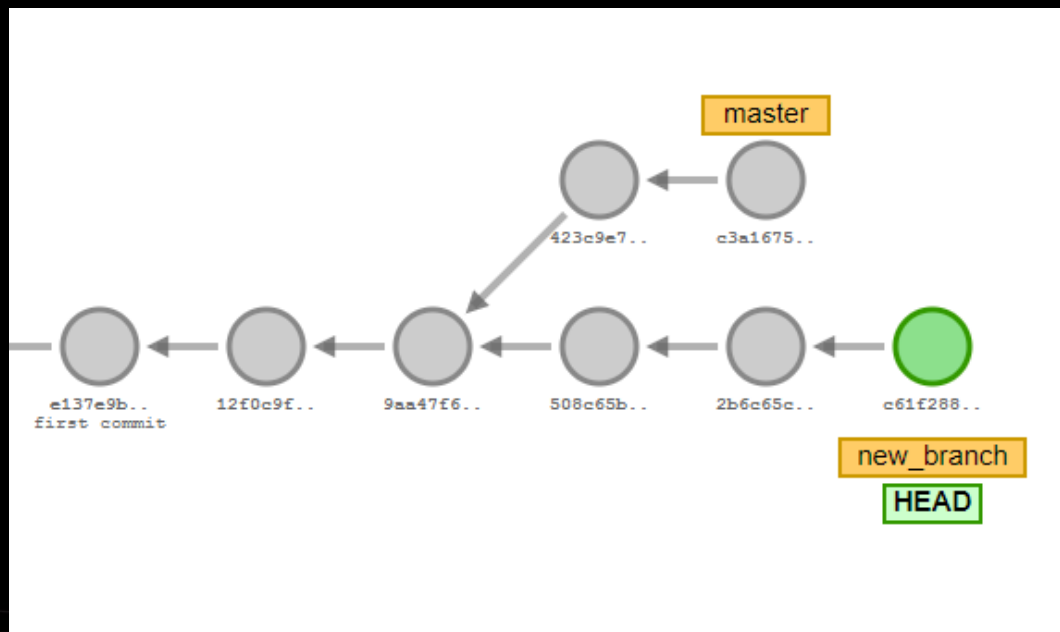 master
423c9e7..
c3a1675..
e137e9b..
first commit
12f0c9f..
9aa47f6..
508c65b..
2b6c65c..
c61f288..
new_branch
HEAD